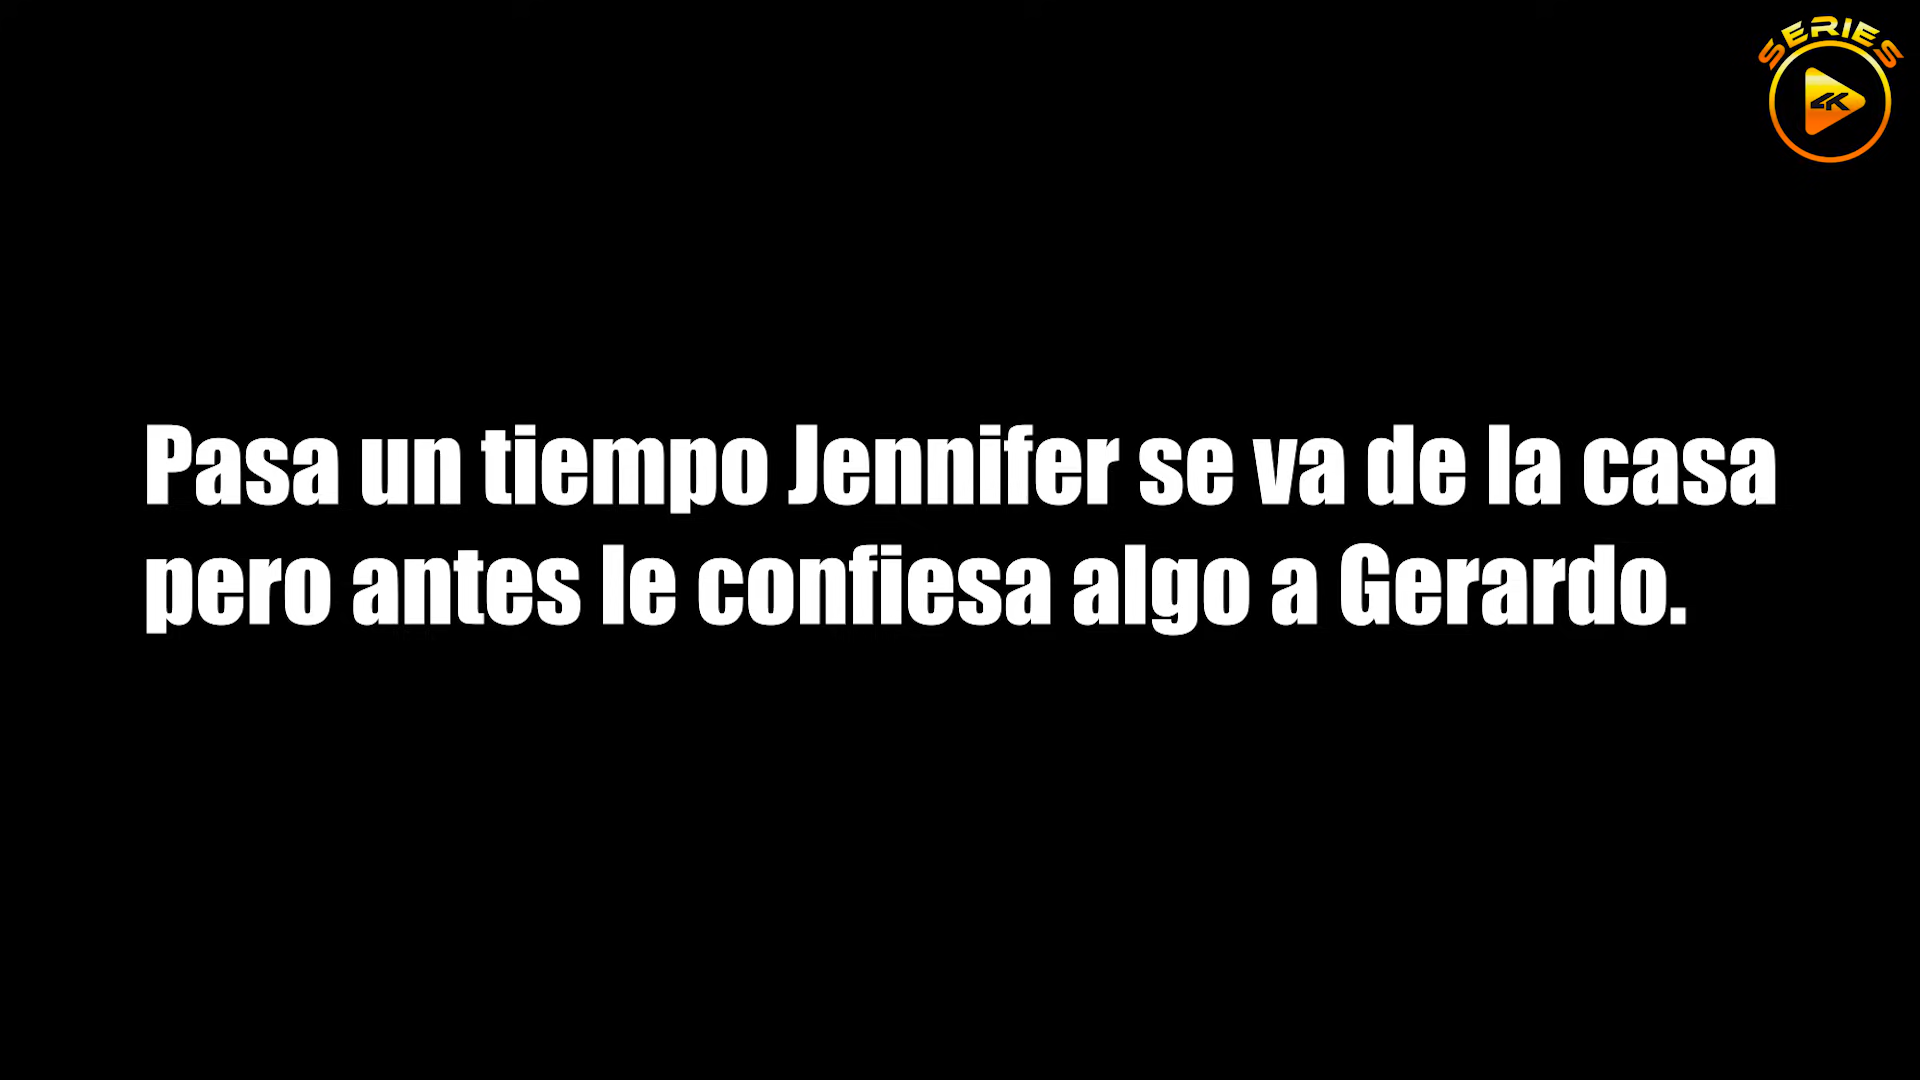 SERIES
4K
Pasa un tiempo Jennifer se va de la casa
pero antes le confiesa algo a Gerardo.